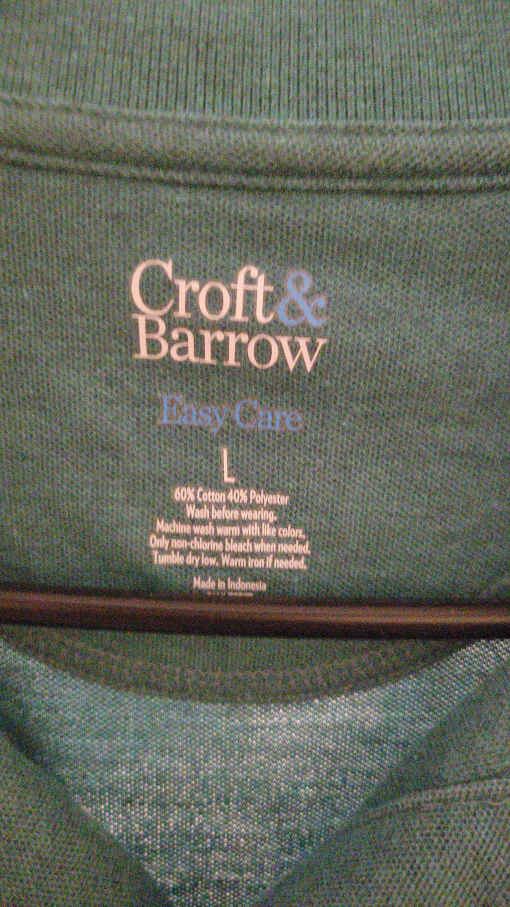 Croft&
Barrow
Easy Care
L
60% Cotton 40% Polyester
Wash before wearing.
Machine wash warm with like colors.
Only non-chlorine bleach when needed.
Tumble dry low. Warm iron if needed.
Made in Indonesia